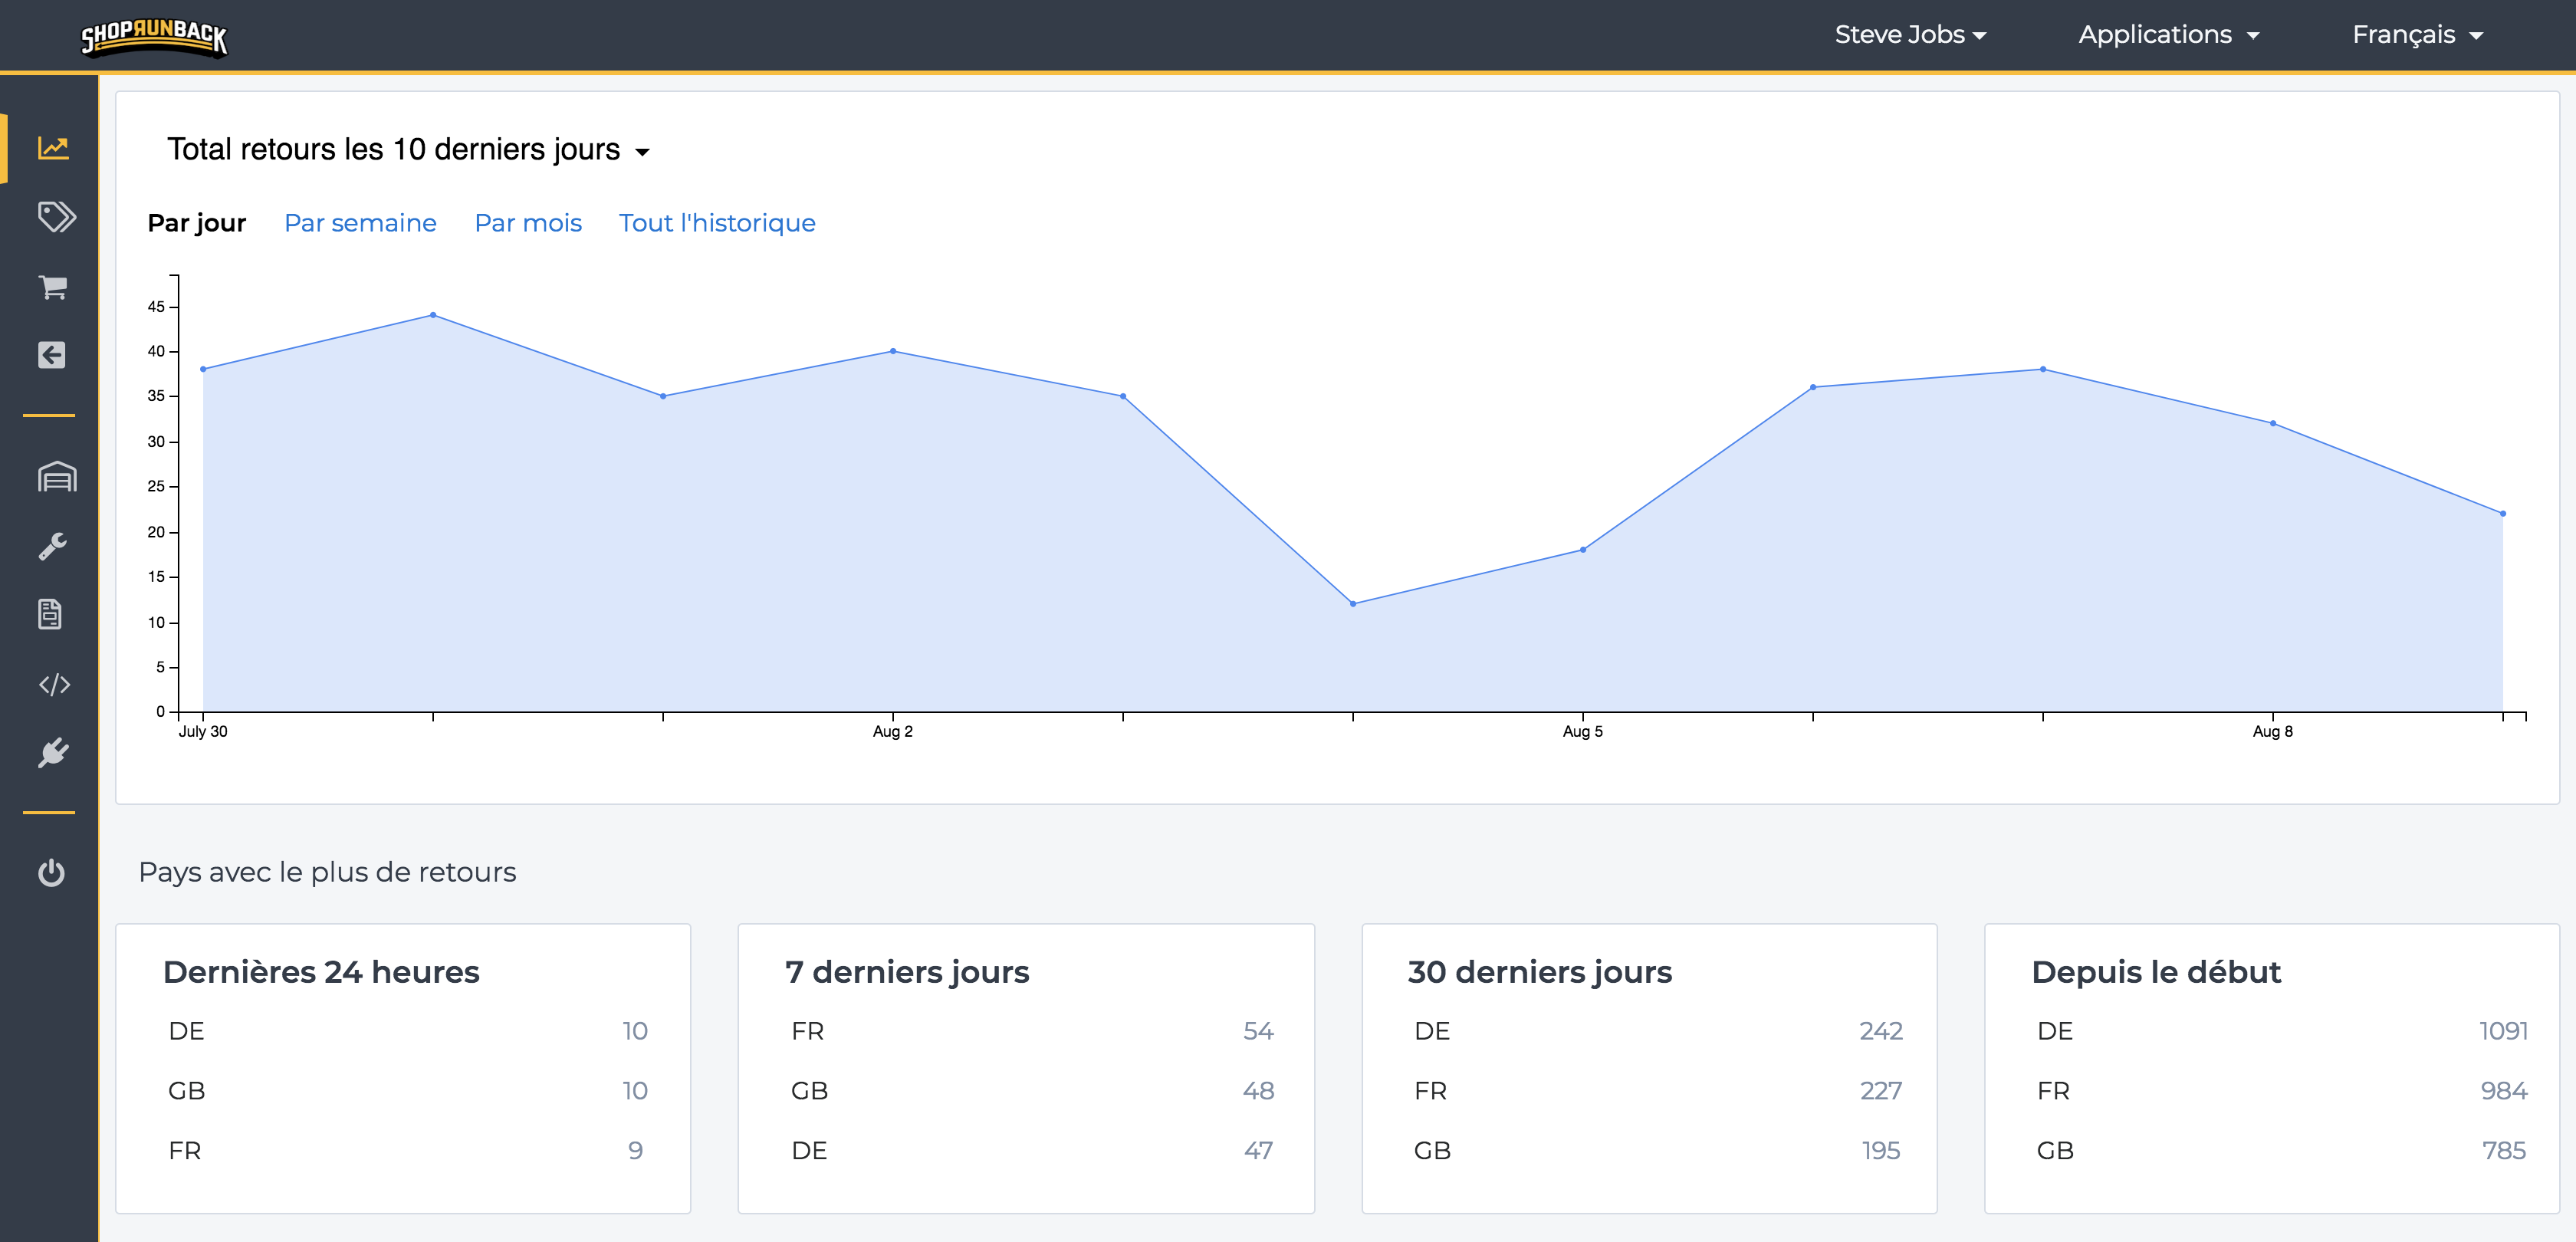 SHOPRUNBACK
Steve Jobs Applications Français
Total retours les 10 derniers jours
Par jour Par semaine Par mois Tout l'historique
45
40
35
30
25
20
15
10
5
0
July 30 Aug 2 Aug 5 Aug 8
Pays avec le plus de retours
Dernières 24 heures
DE 10
GB 10
FR 9
7 derniers jours
FR 54
GB 48
DE 47
30 derniers jours
DE 242
FR 227
GB 195
Depuis le début
DE 1091
FR 984
GB 785